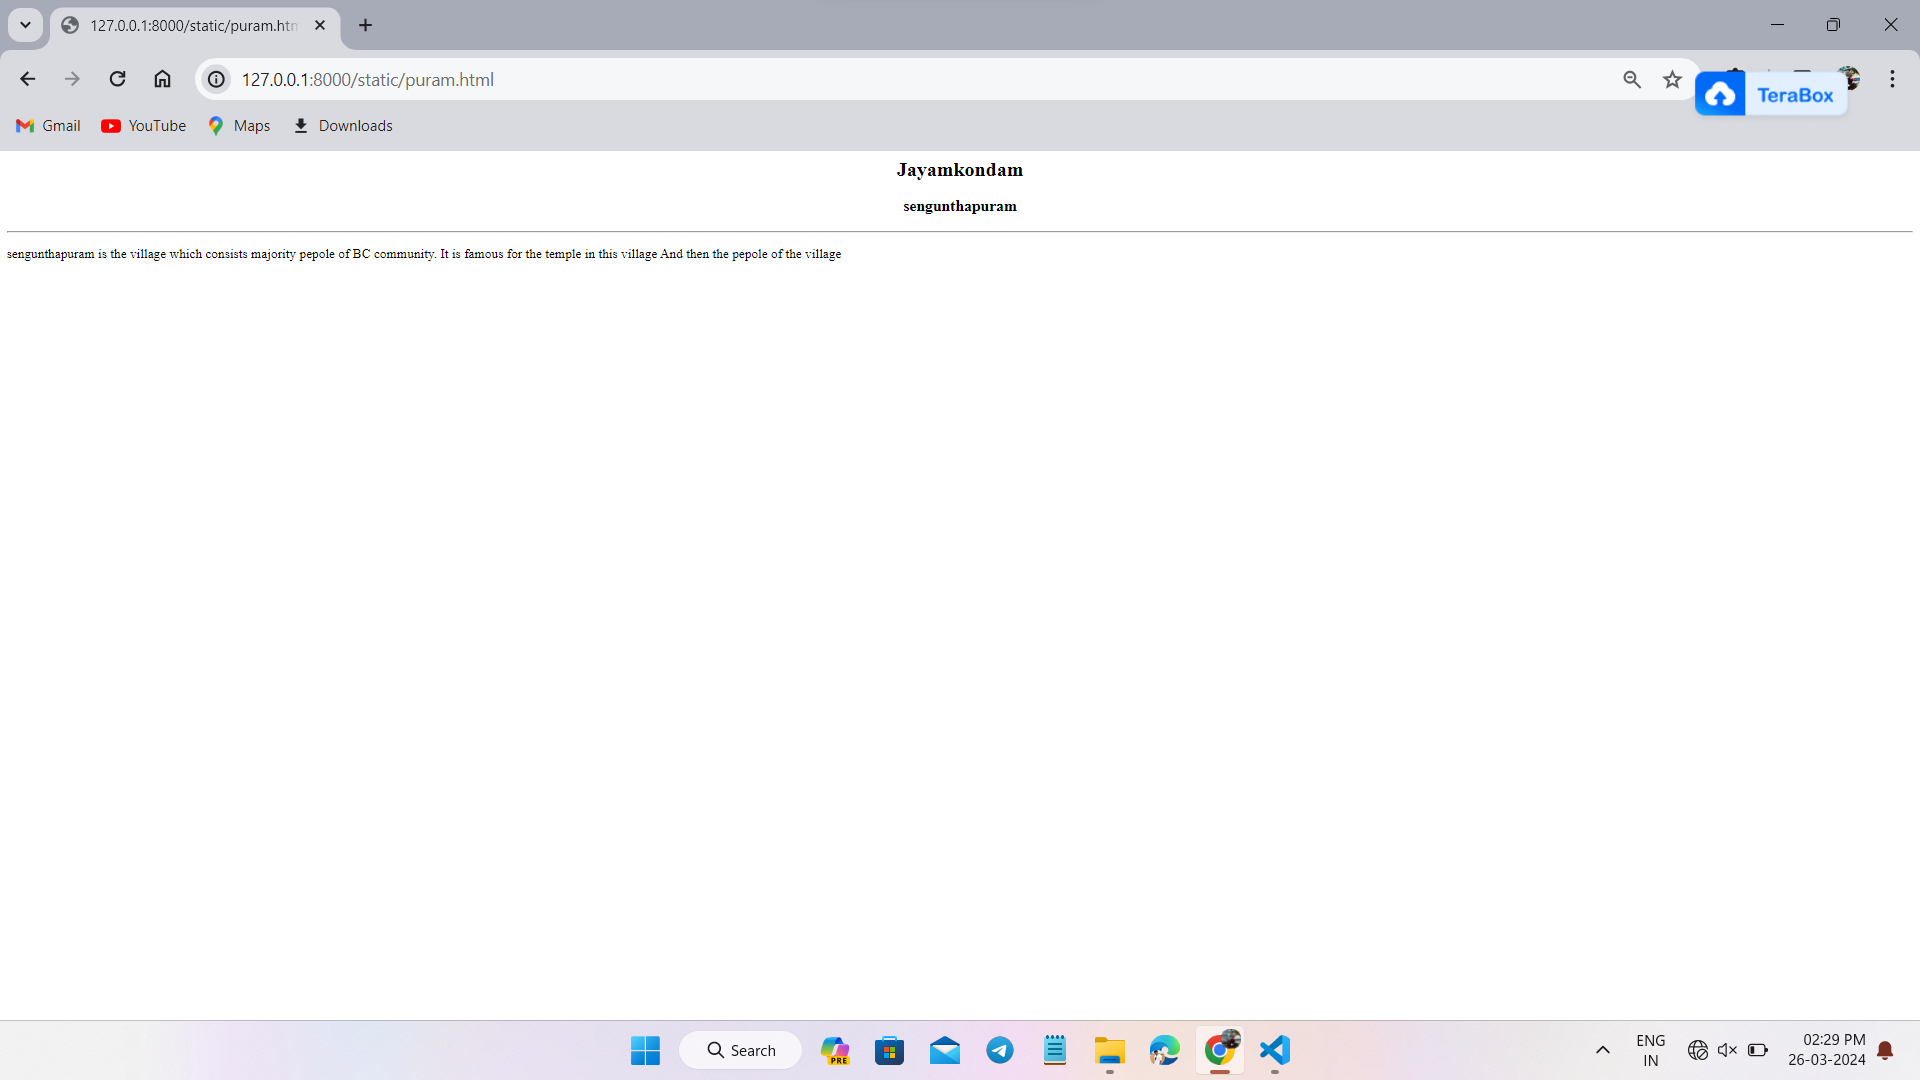 127.0.0.1:8000/static/puram.htm
127.0.0.1:8000/static/puram.html
TeraBox
Gmail
YouTube
Maps
Downloads
Jayamkondam
sengunthapuram
sengunthapuram is the village which consists majority pepole of BC community. It is famous for the temple in this village And then the pepole of the village
Search
PRE
ENG
IN
02:29 PM
26-03-2024